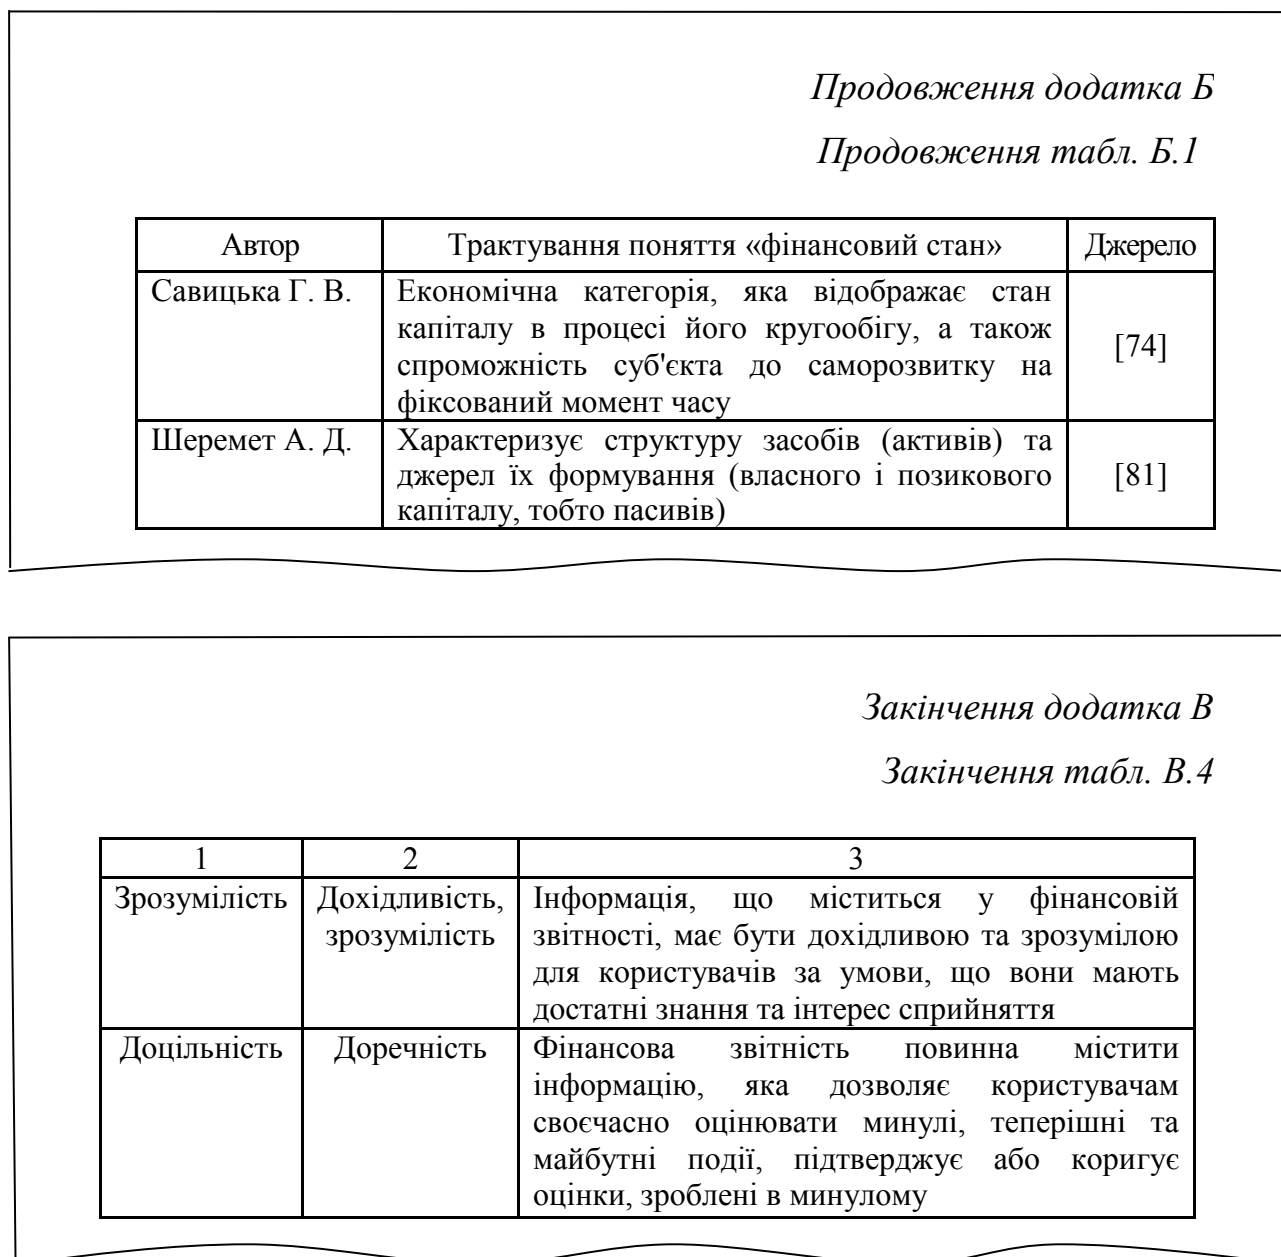 Продовження додатка Б
Продовження табл. Б.1
Автор Трактування поняття «фінансовий стан» Джерело
Савицька Г. В. Економічна категорія, яка відображає стан
капіталу в процесі його кругообігу, а також
спроможність суб'єкта до саморозвитку на
фіксований момент часу
[74]
Шеремет А. Д. Характеризує структуру засобів (активів) та
джерел їх формування (власного і позикового
капіталу, тобто пасивів)
[81]
Закінчення додатка В
Закінчення табл. В.4
1 2 3
Зрозумілість Дохідливість,
зрозумілість
Інформація, що міститься у фінансовій
звітності, має бути дохідливою та зрозумілою
для користувачів за умови, що вони мають
достатні знання та інтерес сприйняття
Доцільність Доречність Фінансова звітність повинна містити
інформацію, яка дозволяє користувачам
своєчасно оцінювати минулі, теперішні та
майбутні події, підтверджує або коригує
оцінки, зроблені в минулому